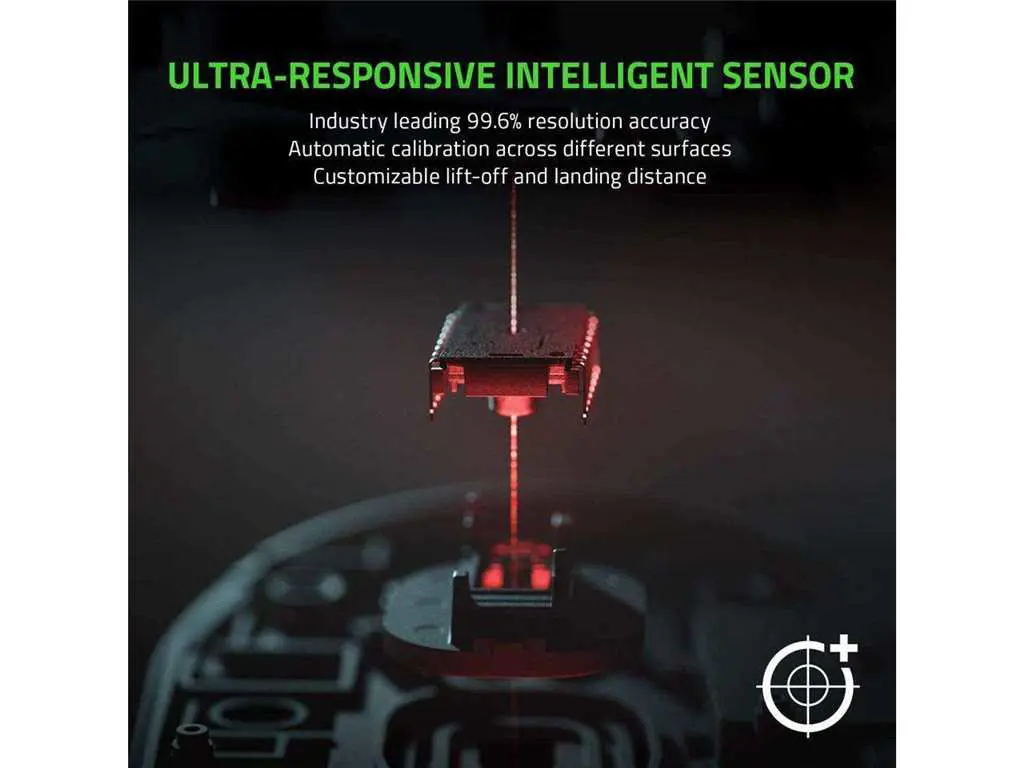 ULTRA-RESPONSIVE INTELLIGENT SENSOR
Industry leading 99.6% resolution accuracy
Automatic calibration across different surfaces
Customizable lift-off and landing distance